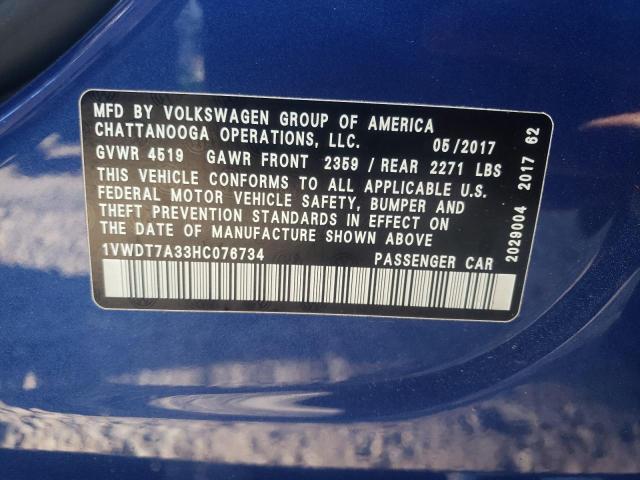 MFD BY VOLKSWAGEN GROUP OF AMERICA
CHATTANOOGA OPERATIONS, LLC. 05/2017
GVWR 4519 GAWR FRONT 2359 / REAR 2271 LBS
THIS VEHICLE CONFORMS TO ALL APPLICABLE U.S.
FEDERAL MOTOR VEHICLE SAFETY, BUMPER AND
THEFT PREVENTION STANDARDS IN EFFECT ON
THE DATE OF MANUFACTURE SHOWN ABOVE
1VWDT7A33HC076734 PASSENGER CAR
2029004 2017 62